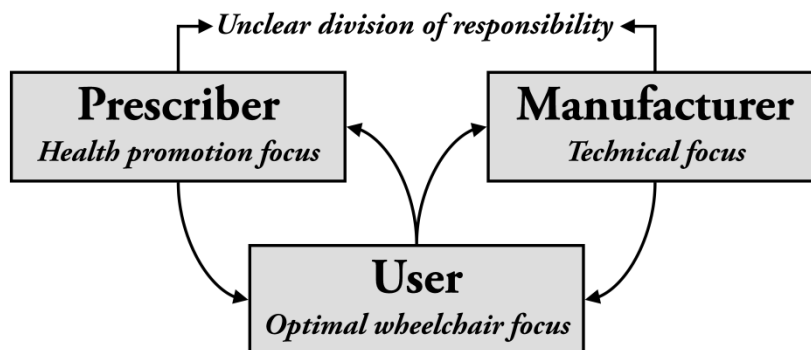 Unclear division of responsibility
Prescriber
Health promotion focus
Manufacturer
Technical focus
User
Optimal wheelchair focus